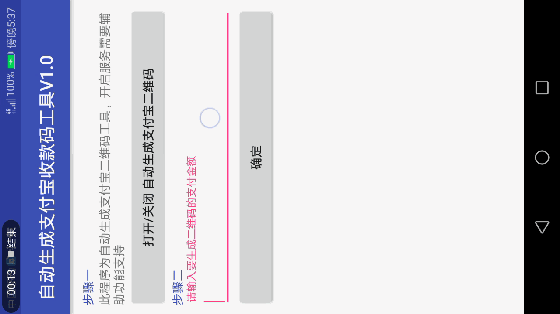 00:13 结束
100% 傍晚5:37
自动生成支付宝收款码工具V1.0
步骤一
此程序为自动生成支付宝二维码工具，开启服务需要辅
助功能支持
打开/关闭 自动生成支付宝二维码
步骤二
请输入要生成二维码的支付金额
确定